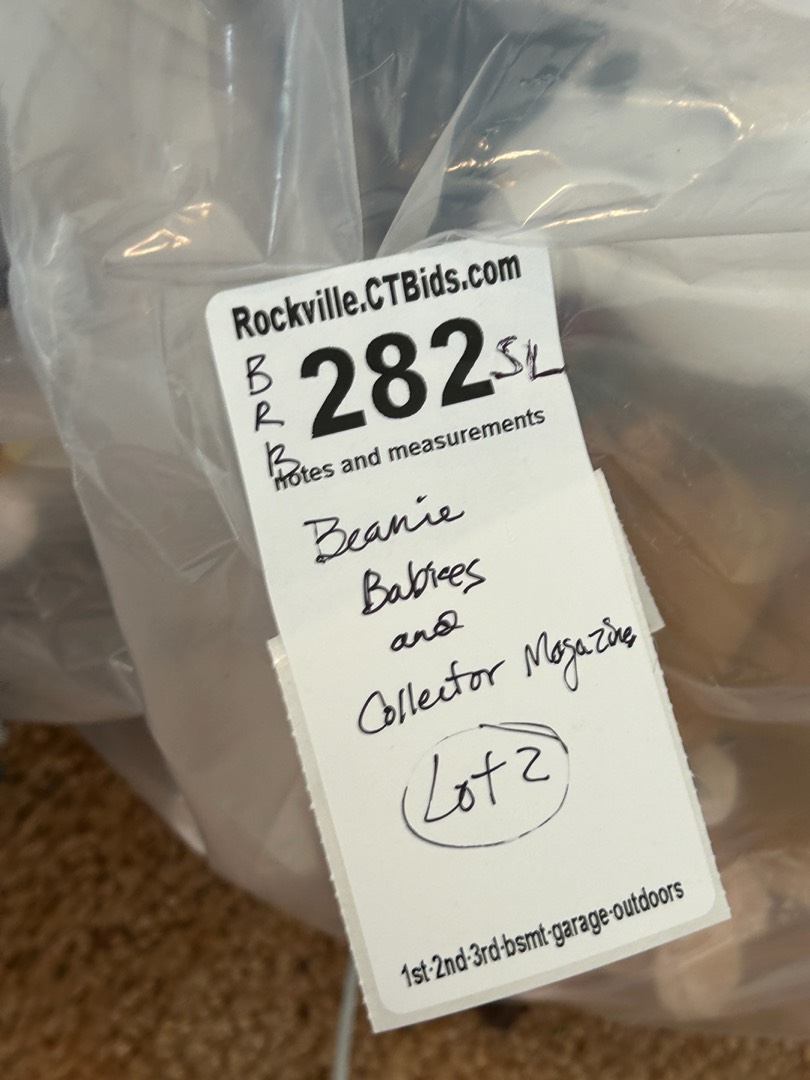 Rockville.CTBids.com
B
R
B
282 SL
notes and measurements
Beanie
Babies
and
Collector Magazine
Lot 2
1st-2nd-3rd-bsmt-garage-outdoors